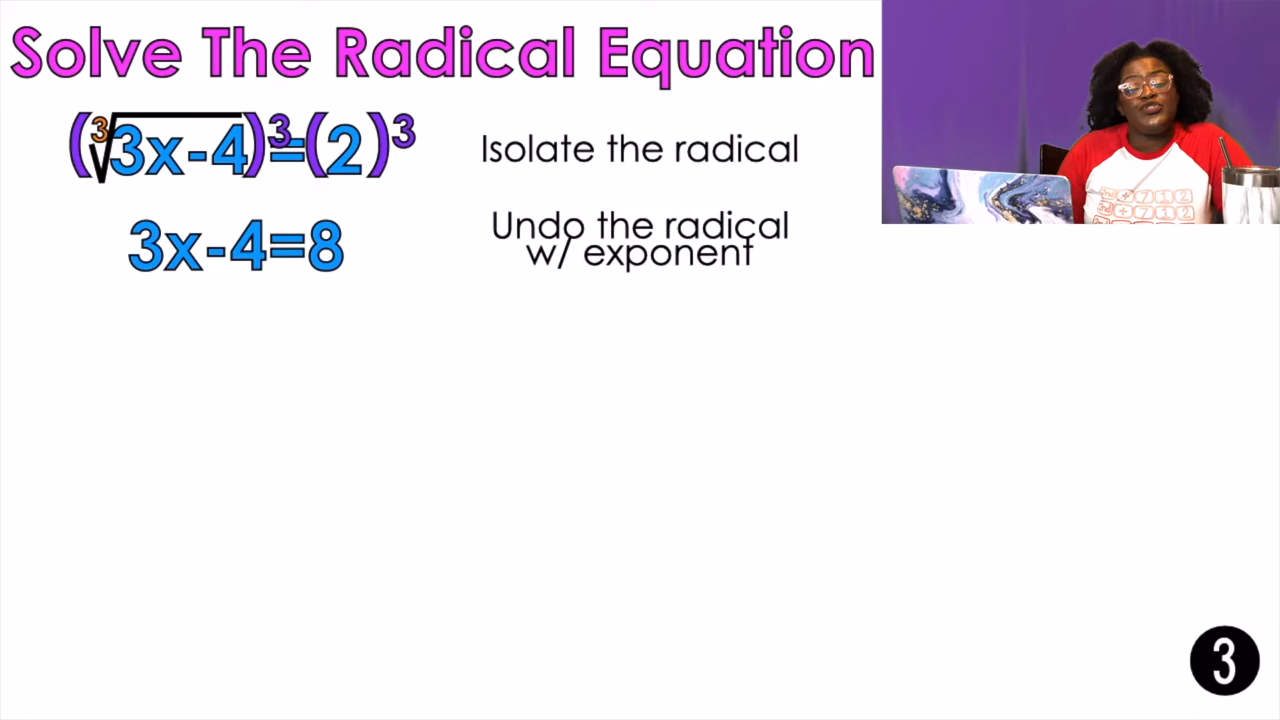 Solve The Radical Equation
(∛3x-4)³=(2)³
Isolate the radical
3x-4=8
Undo the radical
w/ exponent
3